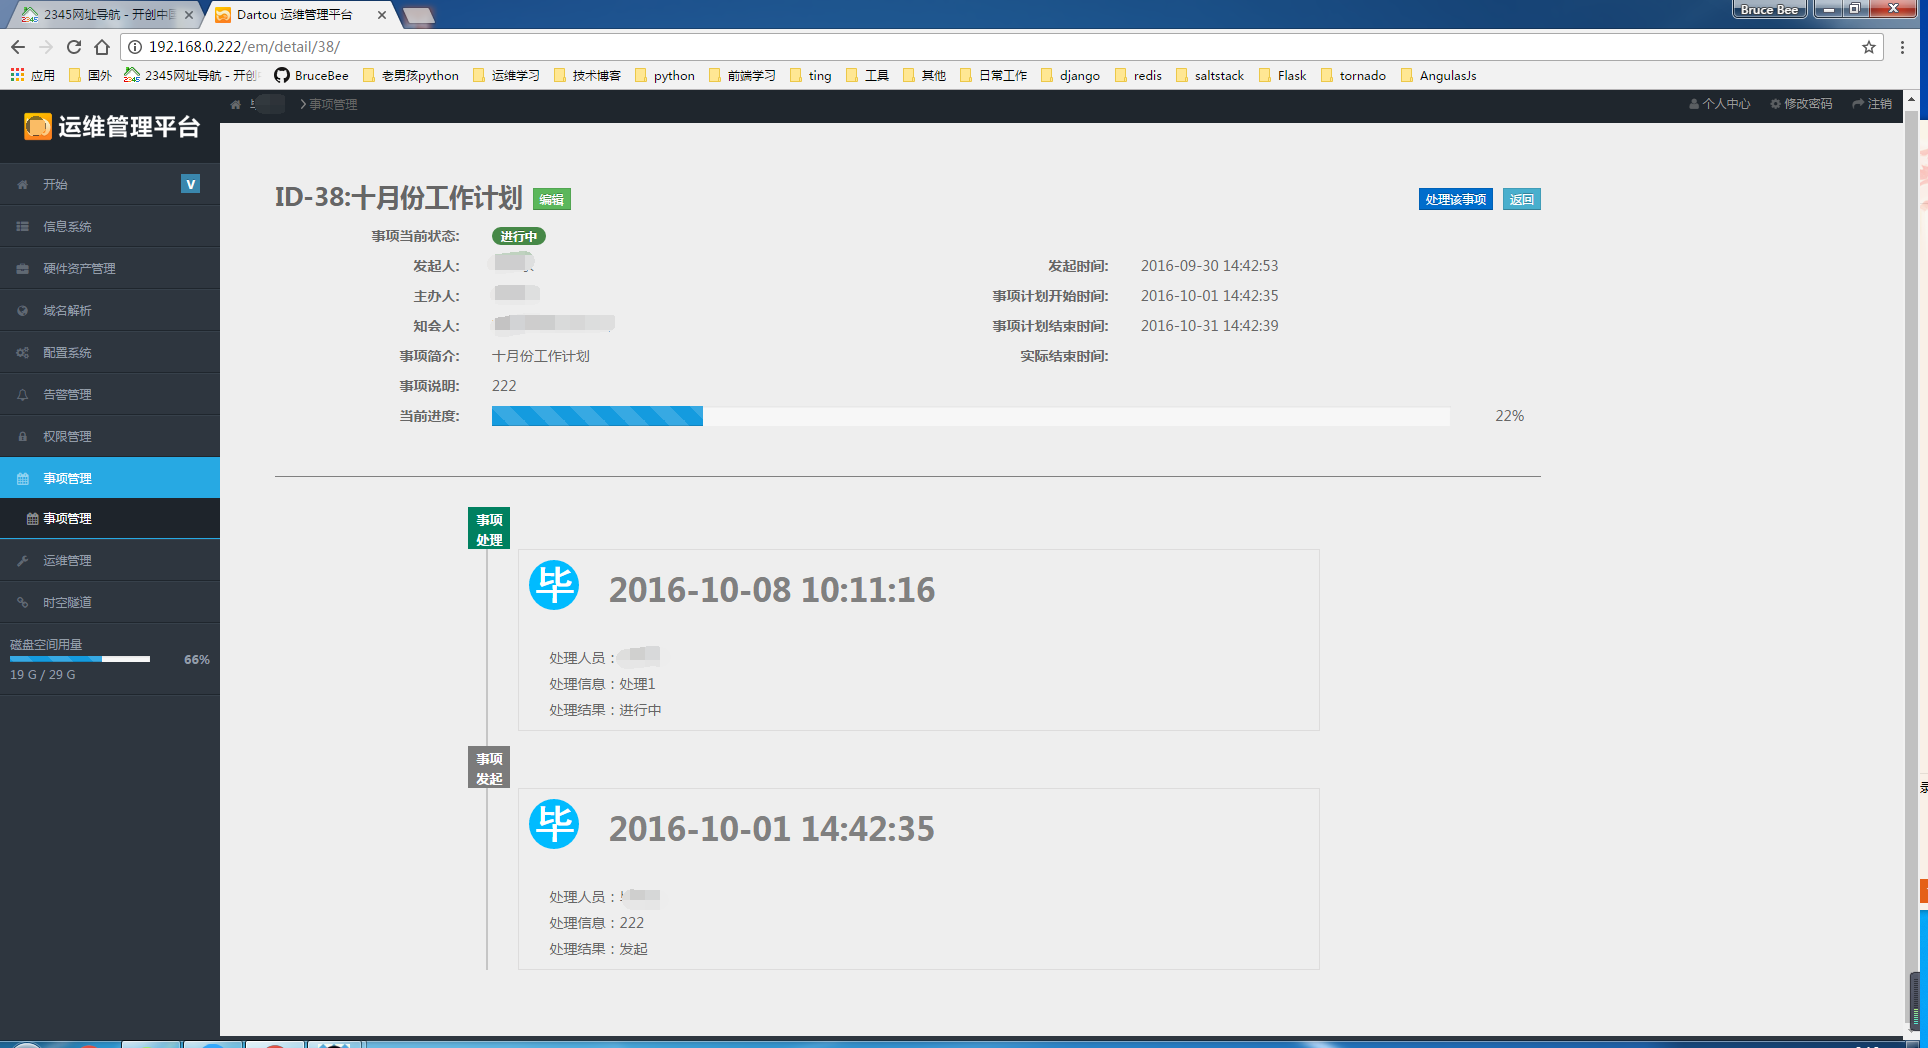 2345网址导航 - 开创中国
Dartou 运维管理平台
Bruce Bee
192.168.0.222/em/detail/38/
应用 国外 2345网址导航 - 开创 BruceBee 老男孩python 运维学习 技术博客 python 前端学习 ting 工具 其他 日常工作 django redis saltstack Flask tornado AngulasJs
运维管理平台
事项管理
个人中心 修改密码 注销
开始 V
信息系统
硬件资产管理
域名解析
配置系统
告警管理
权限管理
事项管理
事项管理
运维管理
时空隧道
磁盘空间用量
66%
19 G / 29 G
ID-38:十月份工作计划 编辑
处理该事项 返回
事项当前状态: 进行中
发起人:
发起时间: 2016-09-30 14:42:53
主办人:
事项计划开始时间: 2016-10-01 14:42:35
知会人:
事项计划结束时间: 2016-10-31 14:42:39
事项简介: 十月份工作计划
实际结束时间:
事项说明: 222
当前进度: 22%
事项
处理
毕 2016-10-08 10:11:16
处理人员：
处理信息：处理1
处理结果：进行中
事项
发起
毕 2016-10-01 14:42:35
处理人员：
处理信息：222
处理结果：发起